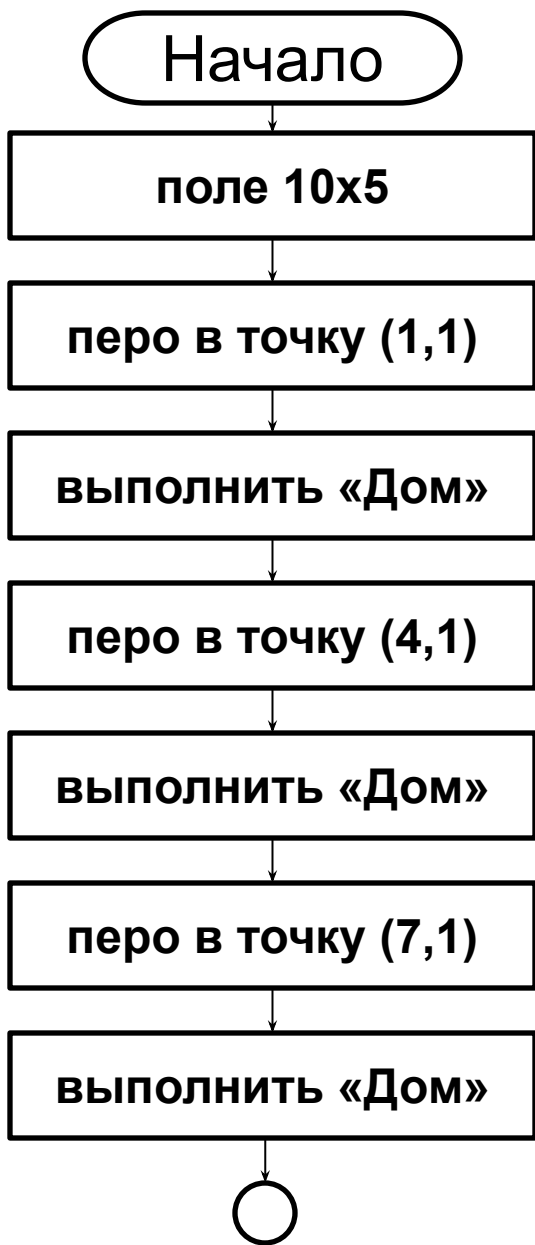 Начало
поле 10х5
перо в точку (1,1)
выполнить «Дом»
перо в точку (4,1)
выполнить «Дом»
перо в точку (7,1)
выполнить «Дом»